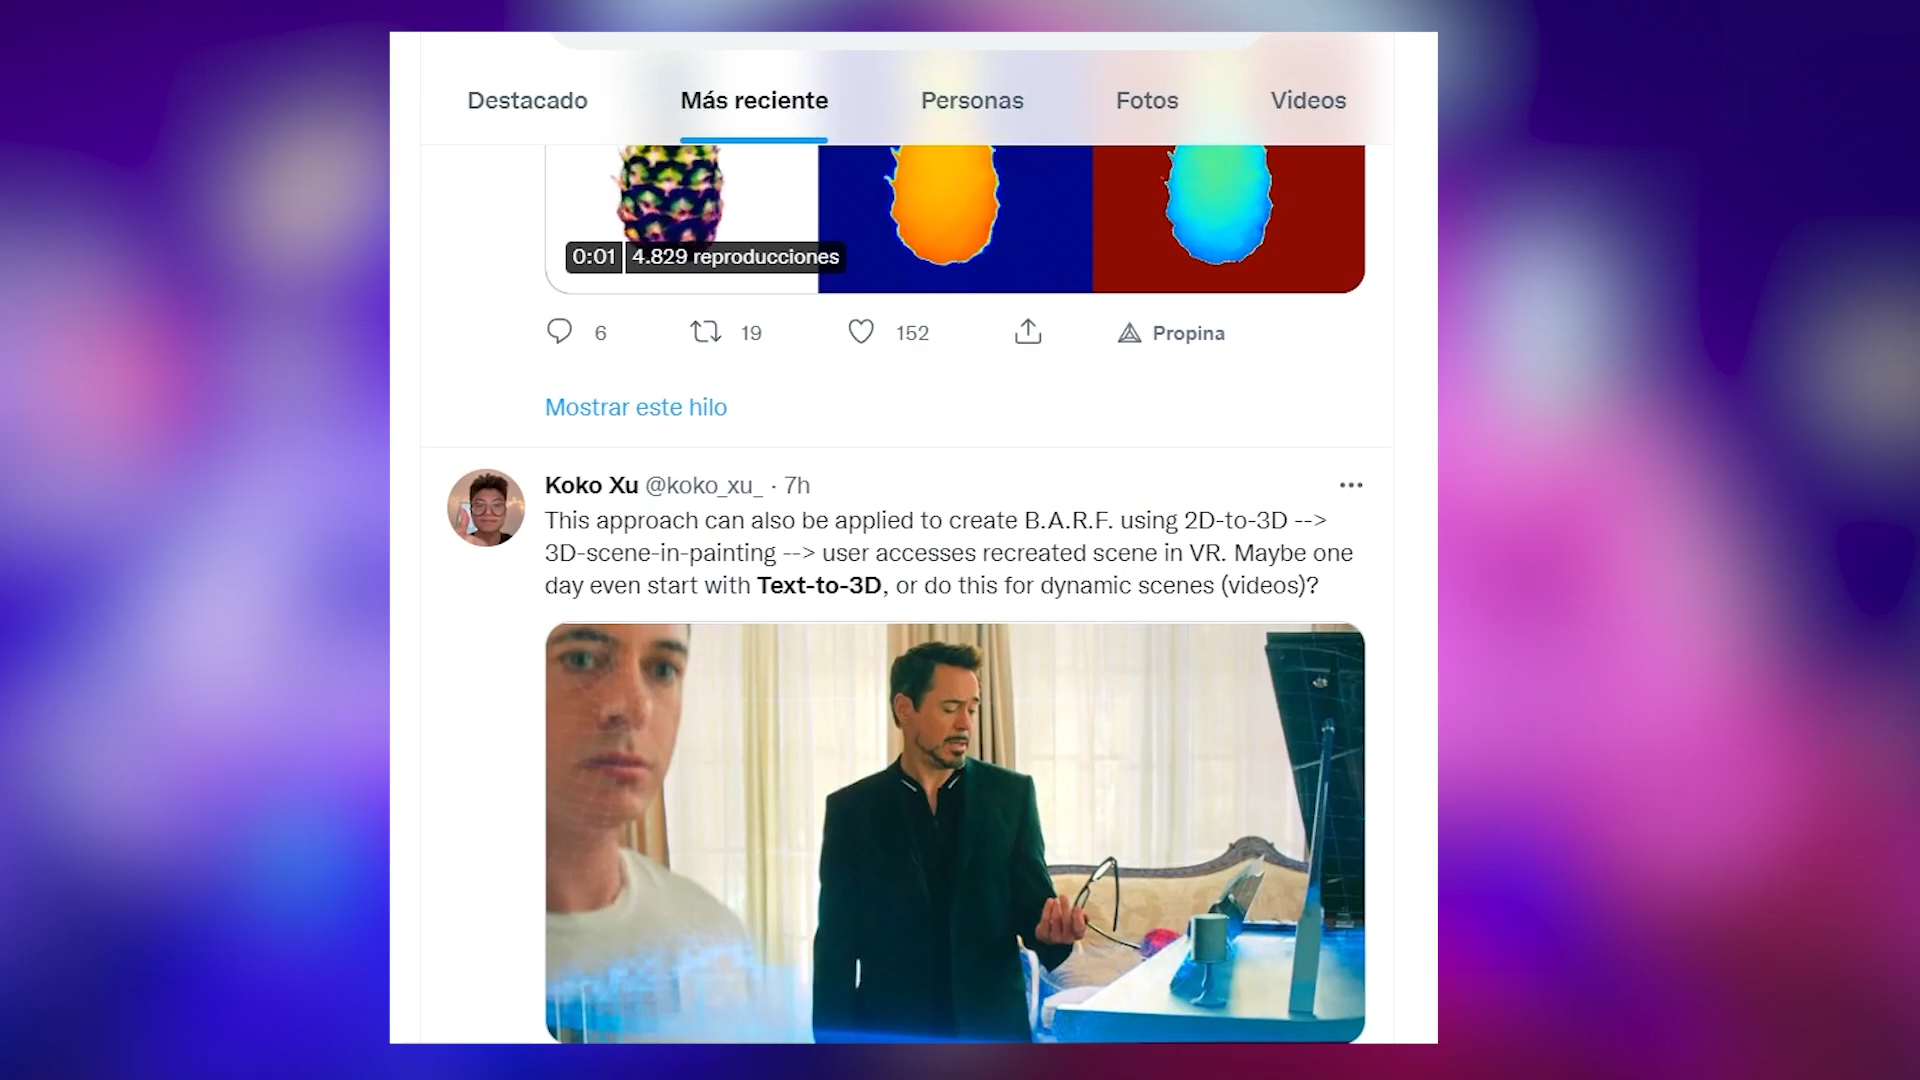 Destacado Más reciente Personas Fotos Videos
0:01 4.829 reproducciones
6 19 152 Propina
Mostrar este hilo
Koko Xu @koko_xu_ · 7h
This approach can also be applied to create B.A.R.F. using 2D-to-3D -->
3D-scene-in-painting --> user accesses recreated scene in VR. Maybe one
day even start with Text-to-3D, or do this for dynamic scenes (videos)?